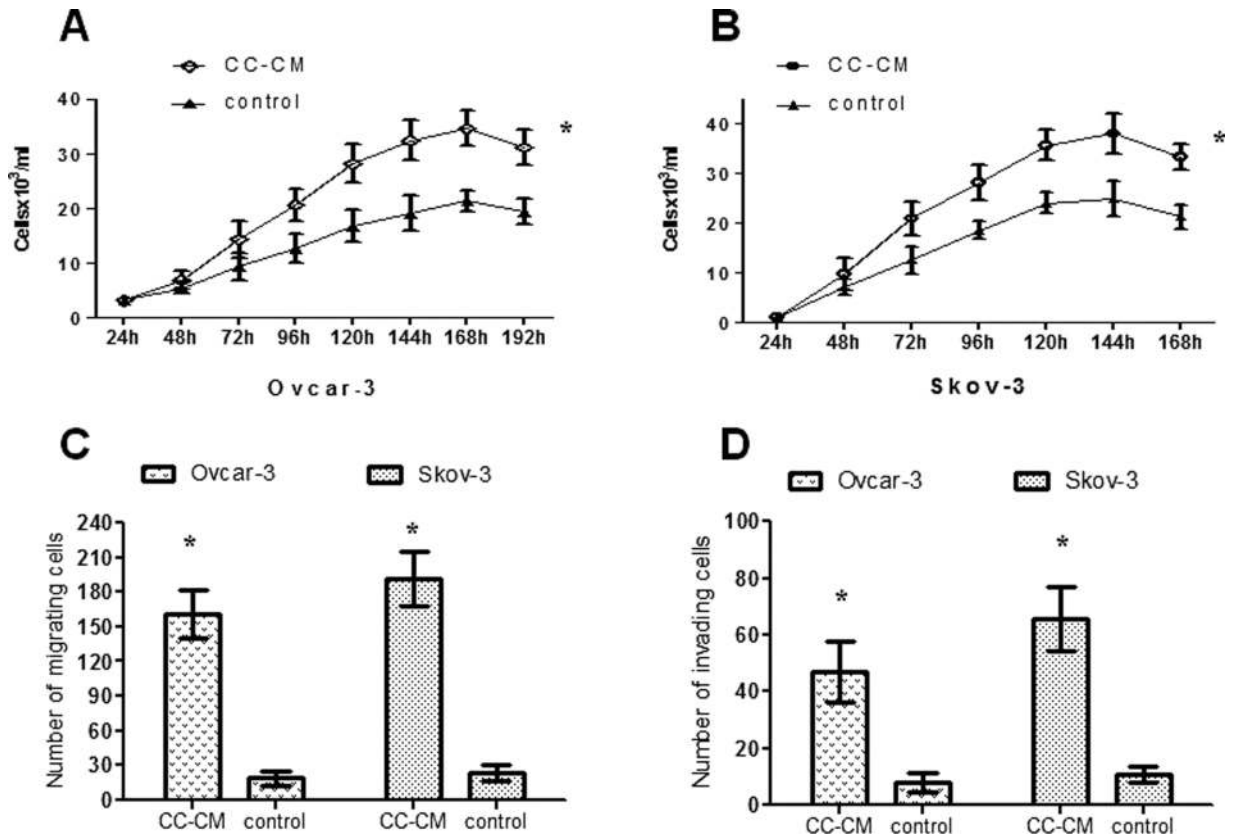 A
CC-CM
control
40
30
20
10
0
Cellsx10³/ml
*
24h 48h 72h 96h 120h 144h 168h 192h
Ovcar-3
B
CC-CM
control
40
30
20
10
0
Cellsx10³/ml
*
24h 48h 72h 96h 120h 144h 168h
Skov-3
C
Ovcar-3 Skov-3
240
210
180
150
120
90
60
30
0
Number of migrating cells
* *
CC-CM control CC-CM control
D
Ovcar-3 Skov-3
100
80
60
40
20
0
Number of invading cells
* *
CC-CM control CC-CM control